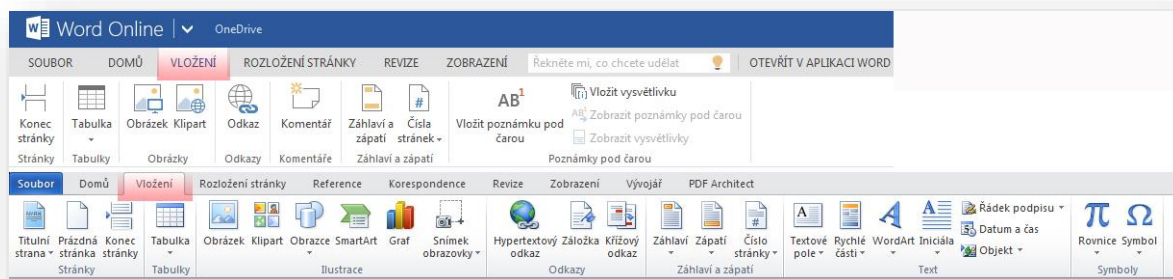 Word Online OneDrive
SOUBOR DOMŮ VLOŽENÍ ROZLOŽENÍ STRÁNKY REVIZE ZOBRAZENÍ Řekněte mi, co chcete udělat OTEVŘÍT V APLIKACI WORD
Konec stránky Tabulka Obrázek Klipart Odkaz Komentář Záhlaví a zápatí # Čísla stránek AB1 Vložit poznámku pod čarou
Vložit vysvětlivku
AB1 Zobrazit poznámky pod čarou
Zobrazit vysvětlivky
Stránky Tabulky Obrázky Odkazy Komentáře Záhlaví a zápatí Poznámky pod čarou
Soubor Domů Vložení Rozložení stránky Reference Korespondence Revize Zobrazení Vývojář PDF Architect
Titulní strana Prázdná stránka Konec stránky Tabulka Obrázek Klipart Obrazce SmartArt Graf Snímek obrazovky Hypertextový odkaz Záložka Křížový odkaz Záhlaví Zápatí # Číslo stránky A Textové pole Rychlé části A WordArt A Iniciála
Řádek podpisu
Datum a čas
Objekt
π Rovnice Ω Symbol
Stránky Tabulky Ilustrace Odkazy Záhlaví a zápatí Text Symboly